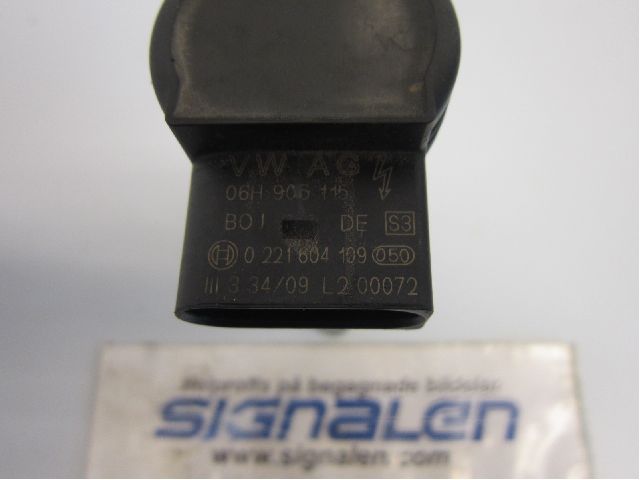 VW AG
06H 905 115
BO I DE S3
0 221 604 109 050
III 3 34/09 L2 00072
på begagnade bildelar
SIGNALEN
www.signalen.com